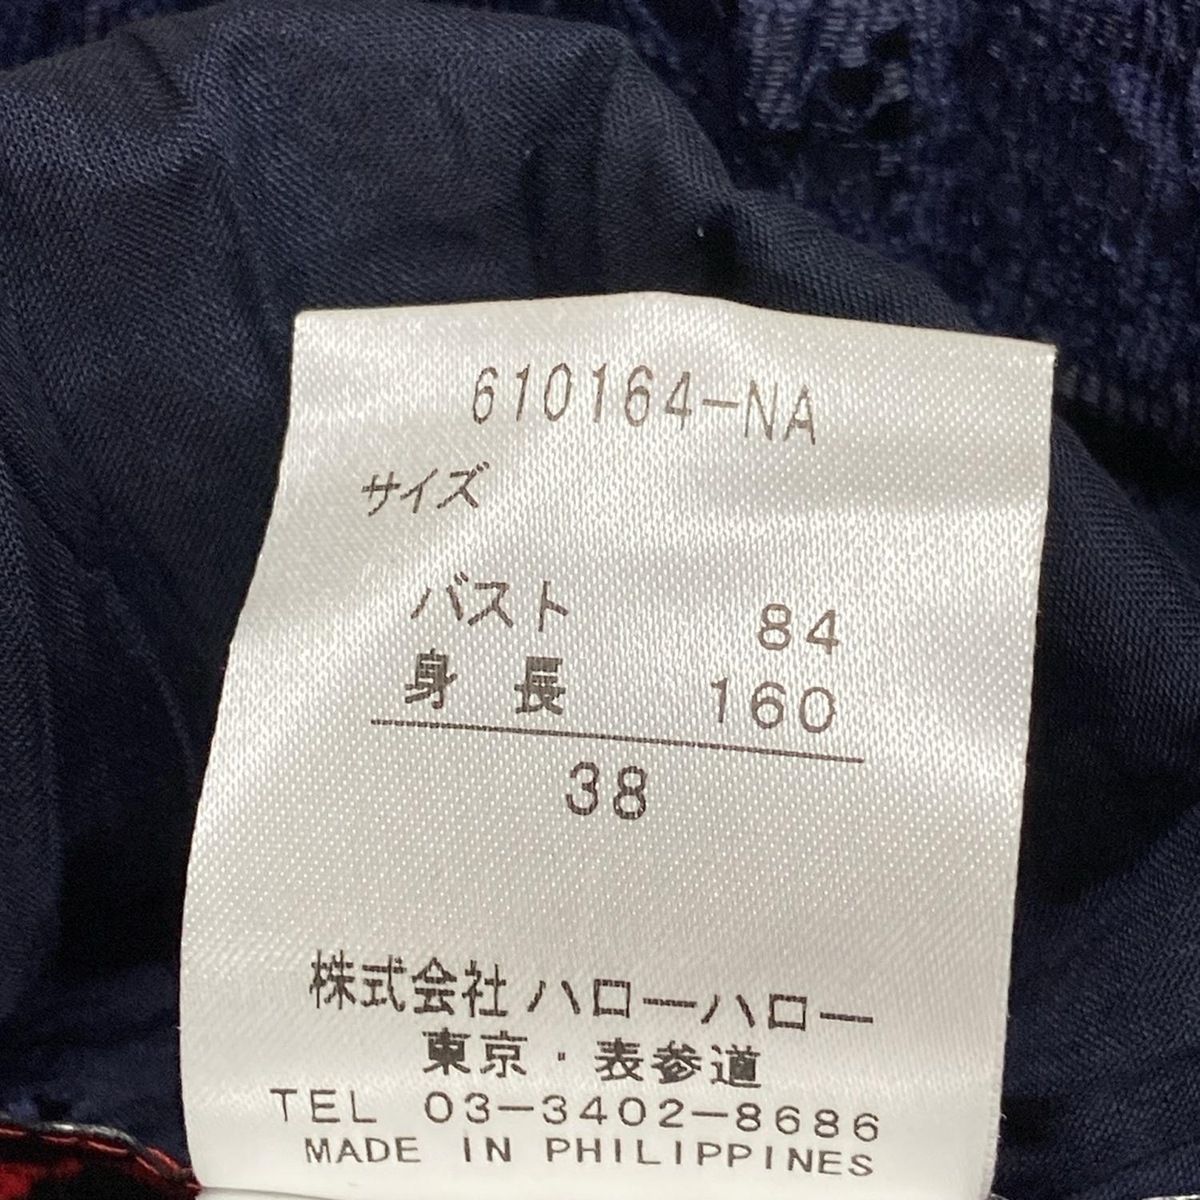 610164-NA
サイズ
バスト 84
身長 160
38
株式会社 ハローハロー
東京・表参道
TEL 03-3402-8686
MADE IN PHILIPPINES